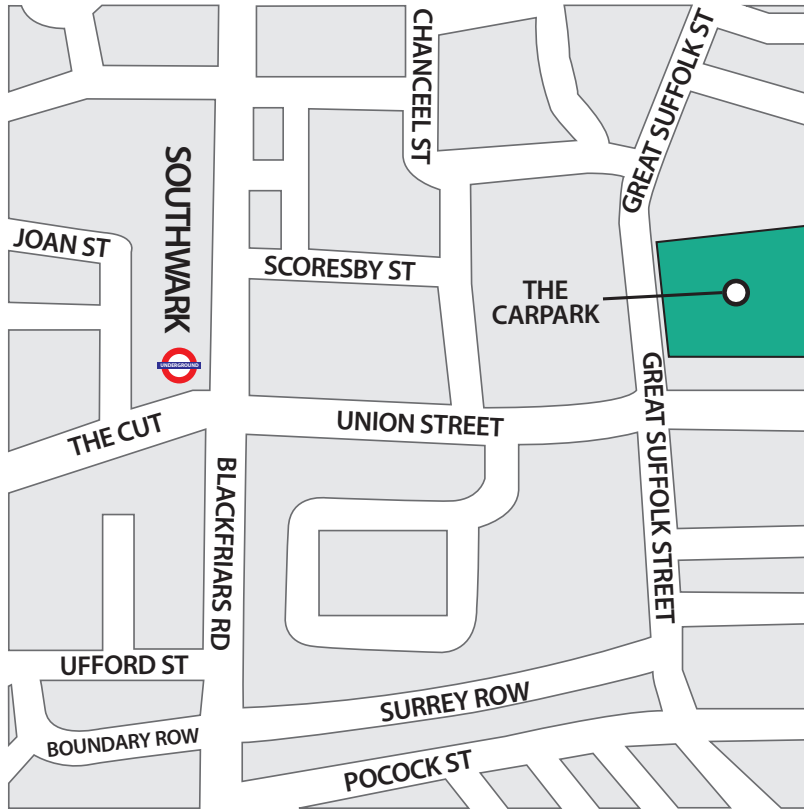 CHANCEEL ST
GREAT SUFFOLK ST
SOUTHWARK
JOAN ST
SCORESBY ST
THE
CARPARK
UNDERGROUND
GREAT SUFFOLK STREET
UNION STREET
THE CUT
BLACKFRIARS RD
UFFORD ST
SURREY ROW
BOUNDARY ROW
POCOCK ST